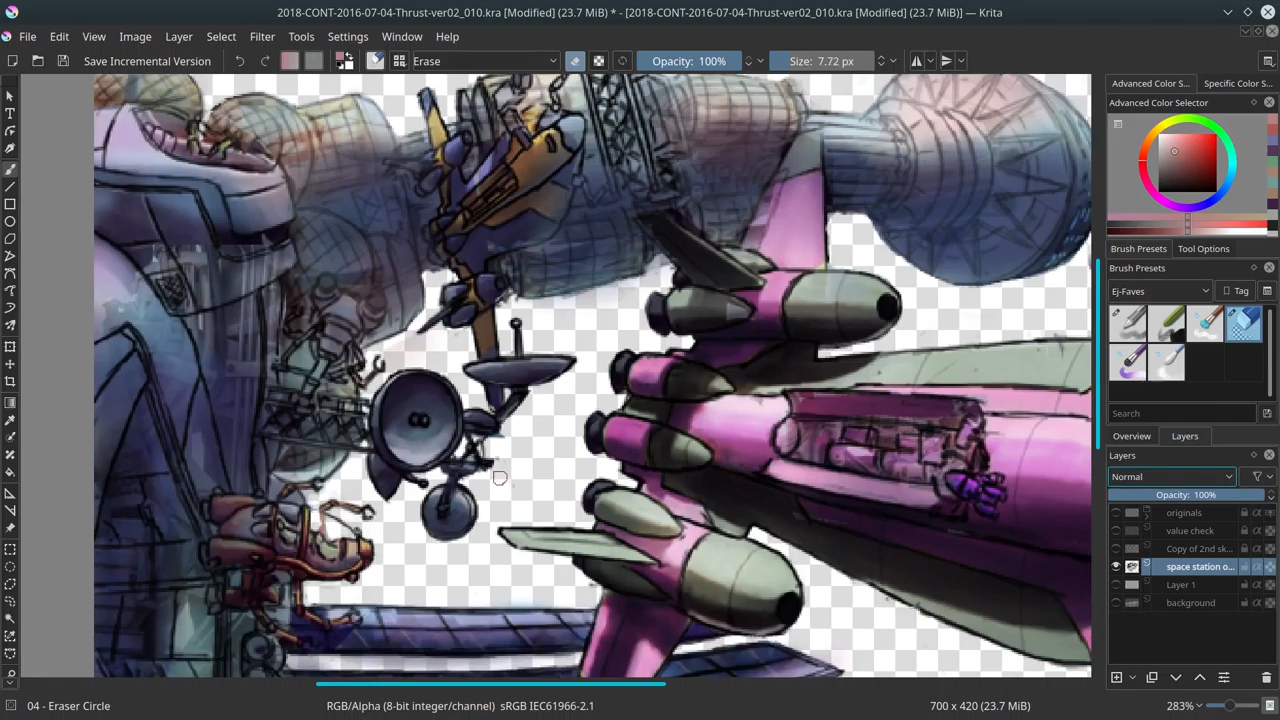 2018-CONT-2016-07-04-Thrust-ver02_010.kra [Modified] (23.7 MiB) * - [2018-CONT-2016-07-04-Thrust-ver02_010.kra [Modified] (23.7 MiB)] — Krita
File Edit View Image Layer Select Filter Tools Settings Window Help
Save Incremental Version Erase Opacity: 100% Size: 7.72 px
Advanced Color S... Specific Color S...
Advanced Color Selector
Brush Presets Tool Options
Brush Presets
Ej-Faves Tag
Search
Overview Layers
Layers
Normal
Opacity: 100%
originals
value check
Copy of 2nd sk...
space station o...
Layer 1
background
04 - Eraser Circle RGB/Alpha (8-bit integer/channel) sRGB IEC61966-2.1 700 x 420 (23.7 MiB) 283%